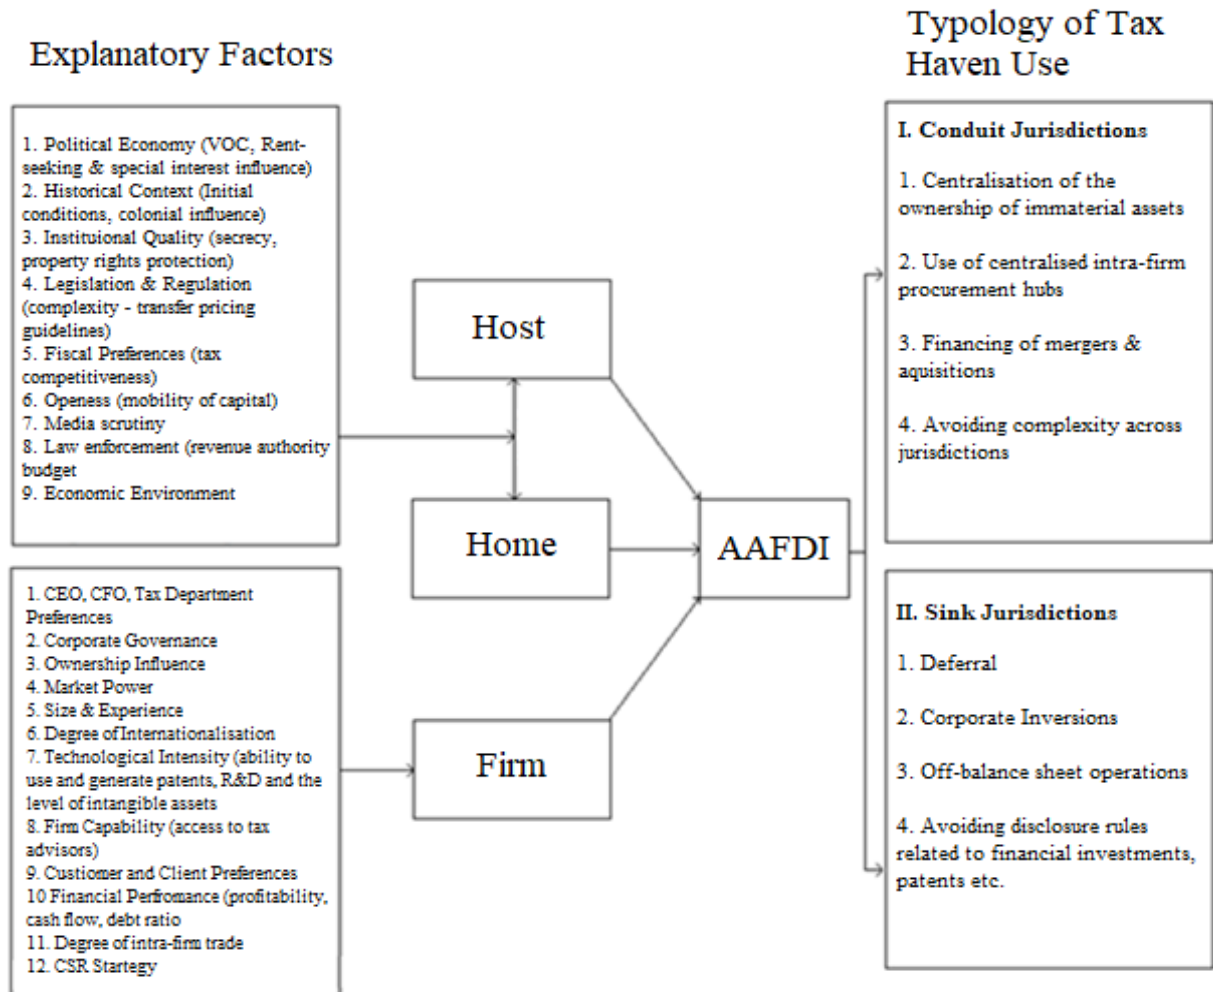 Explanatory Factors
1. Political Economy (VOC, Rent-
seeking & special interest influence)
2. Historical Context (Initial
conditions, colonial influence)
3. Instituional Quality (secrecy,
property rights protection)
4. Legislation & Regulation
(complexity - transfer pricing
guidelines)
5. Fiscal Preferences (tax
competitiveness)
6. Openess (mobility of capital)
7. Media scrutiny
8. Law enforcement (revenue authority
budget
9. Economic Environment
1. CEO, CFO, Tax Department
Preferences
2. Corporate Governance
3. Ownership Influence
4. Market Power
5. Size & Experience
6. Degree of Internationalisation
7. Technological Intensity (ability to
use and generate patents, R&D and the
level of intangible assets
8. Firm Capability (access to tax
advisors)
9. Custiomer and Client Preferences
10 Financial Perfromance (profitability,
cash flow, debt ratio
11. Degree of intra-firm trade
12. CSR Startegy
Host
Home
Firm
AAFDI
Typology of Tax
Haven Use
I. Conduit Jurisdictions
1. Centralisation of the
ownership of immaterial assets
2. Use of centralised intra-firm
procurement hubs
3. Financing of mergers &
aquisitions
4. Avoiding complexity across
jurisdictions
II. Sink Jurisdictions
1. Deferral
2. Corporate Inversions
3. Off-balance sheet operations
4. Avoiding disclosure rules
related to financial investments,
patents etc.